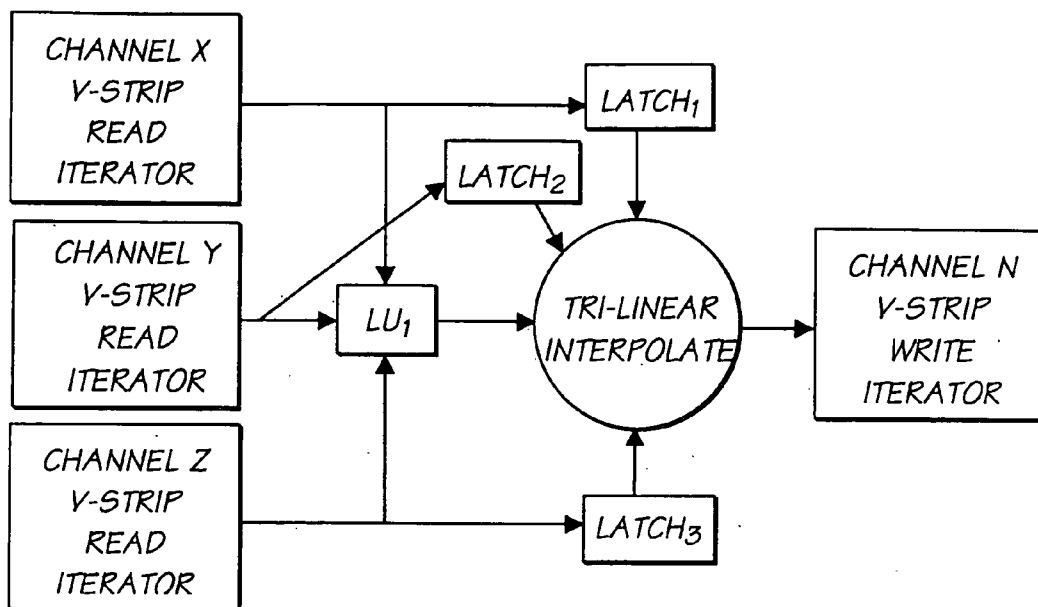 CHANNEL X
V-STRIP
READ
ITERATOR
LATCH₁
LATCH₂
CHANNEL Y
V-STRIP
READ
ITERATOR
LU₁
TRI-LINEAR
INTERPOLATE
CHANNEL N
V-STRIP
WRITE
ITERATOR
CHANNEL Z
V-STRIP
READ
ITERATOR
LATCH₃